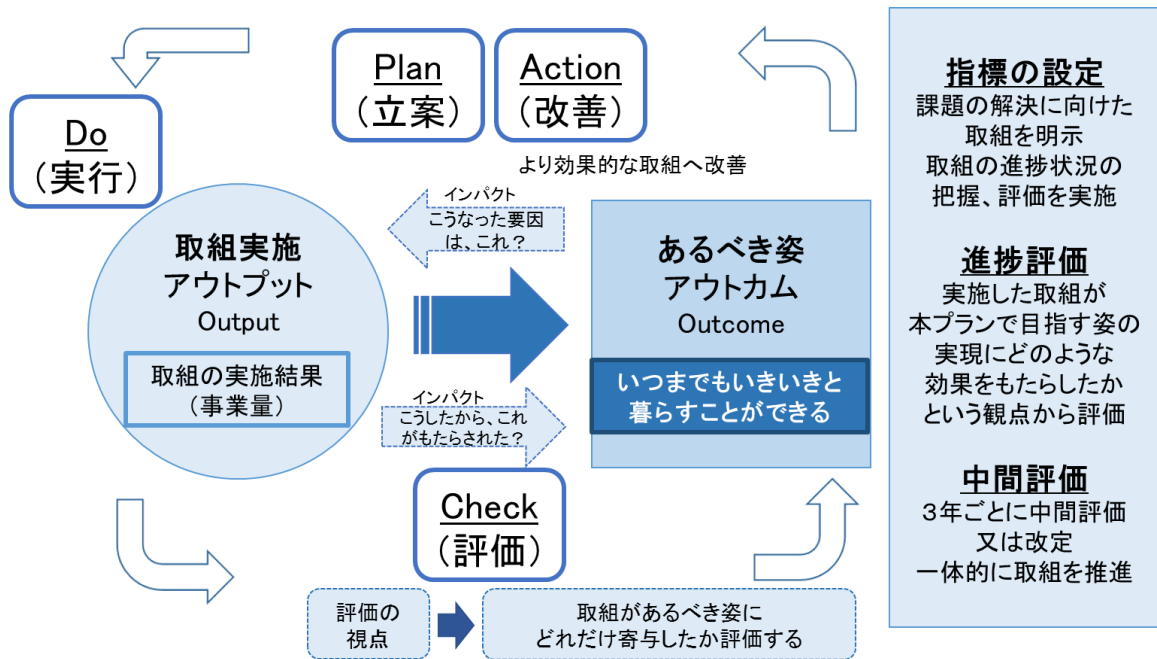 Plan
（立案）
Action
（改善）
Do
（実行）
より効果的な取組へ改善
インパクト
こうなった要因
は、これ？
取組実施
アウトプット
Output
取組の実施結果
（事業量）
あるべき姿
アウトカム
Outcome
いつまでもいきいきと
暮らすことができる
インパクト
こうしたから、これ
がもたらされた？
Check
（評価）
評価の
視点
取組があるべき姿に
どれだけ寄与したか評価する
指標の設定
課題の解決に向けた
取組を明示
取組の進捗状況の
把握、評価を実施
進捗評価
実施した取組が
本プランで目指す姿の
実現にどのような
効果をもたらしたか
という観点から評価
中間評価
３年ごとに中間評価
又は改定
一体的に取組を推進